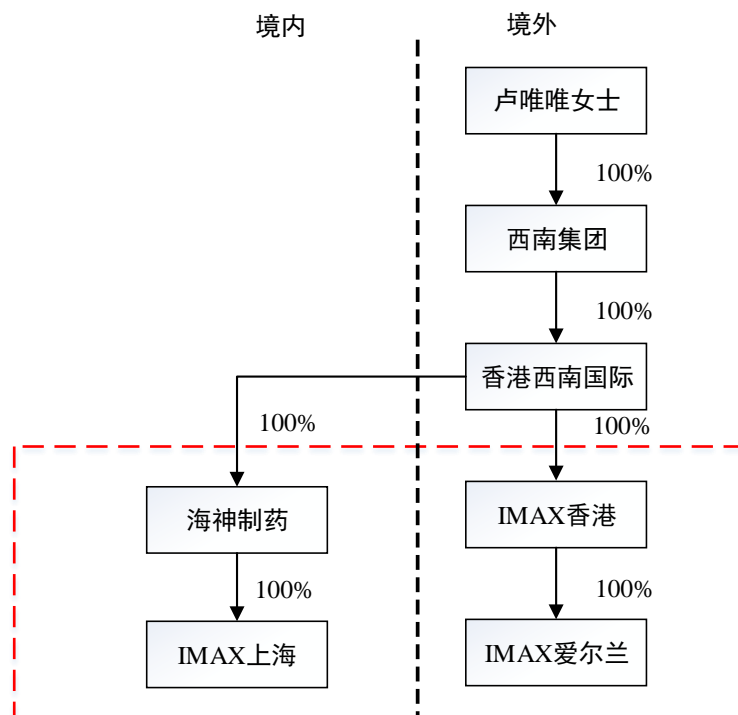 境内
境外
卢唯唯女士
100%
西南集团
100%
香港西南国际
100%
100%
海神制药
IMAX香港
100%
100%
IMAX上海
IMAX爱尔兰